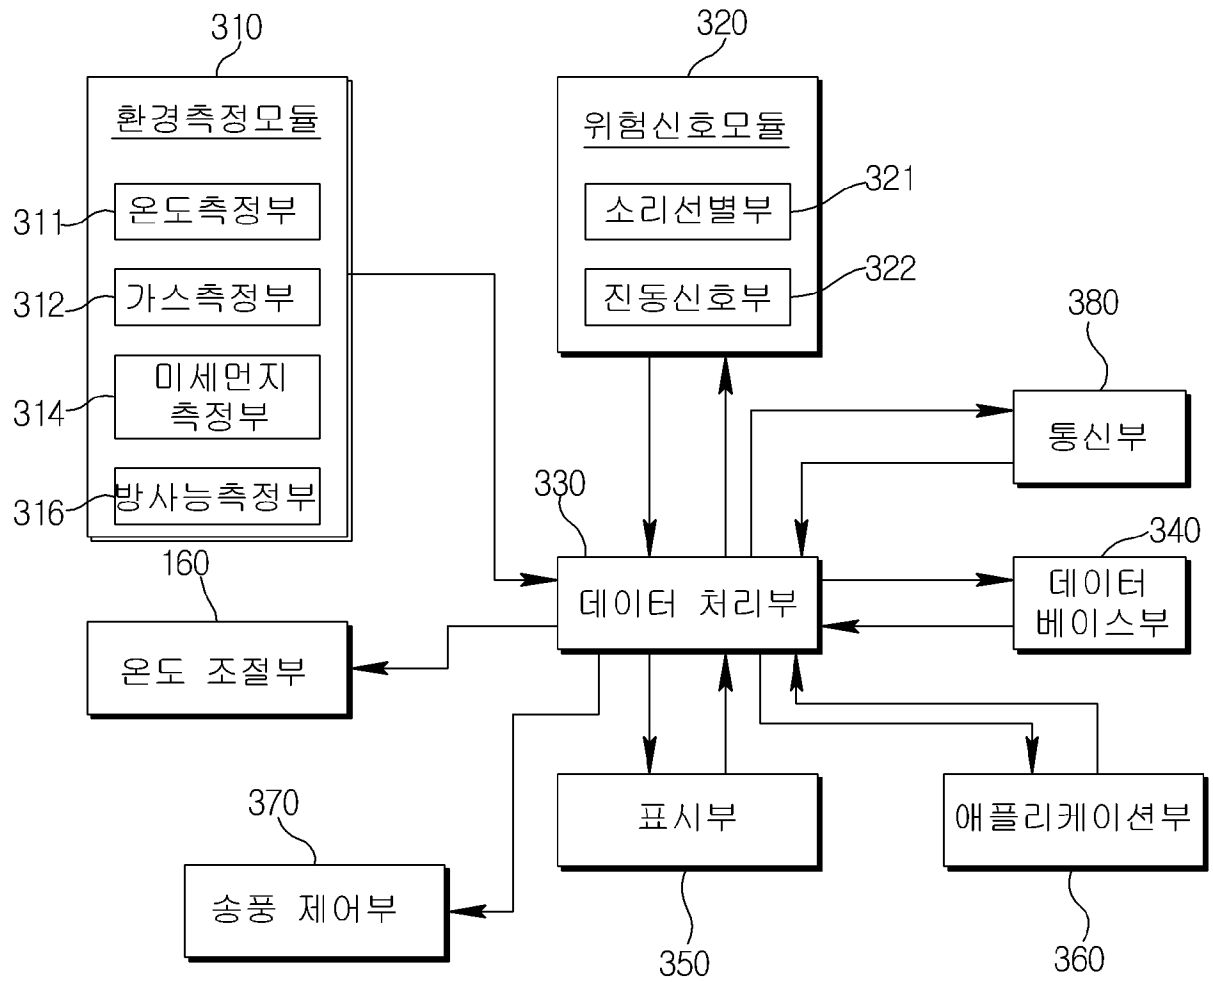 310
환경측정모듈
311
온도측정부
312
가스측정부
314
미세먼지
측정부
316
방사능측정부
320
위험신호모듈
321
소리선별부
322
진동신호부
380
통신부
330
데이터 처리부
340
데이터
베이스부
160
온도 조절부
370
송풍 제어부
표시부
350
애플리케이션부
360